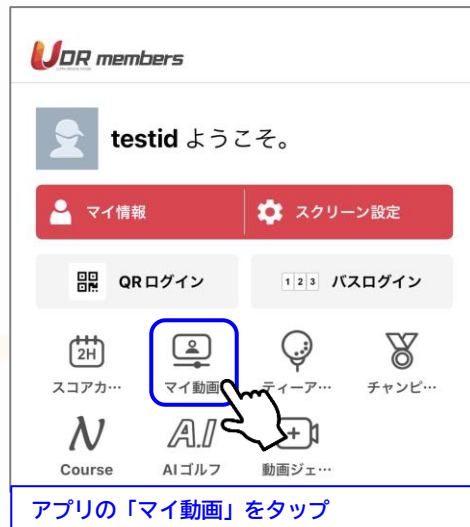 UDR members
testid ようこそ。
マイ情報
スクリーン設定
QRログイン
1 2 3 バスログイン
2H
スコアカ…
マイ動画
ティーア…
チャンピ…
N
A.I
Course
AIゴルフ
動画ジェ…
アプリの「マイ動画」をタップ